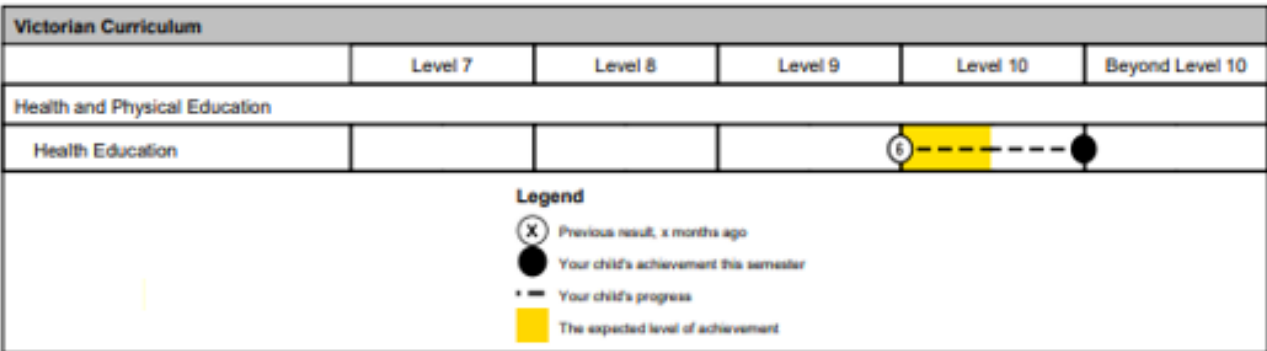 Victorian Curriculum
Level 7 Level 8 Level 9 Level 10 Beyond Level 10
Health and Physical Education
Health Education 6
Legend
X Previous result, x months ago
Your child's achievement this semester
Your child's progress
The expected level of achievement